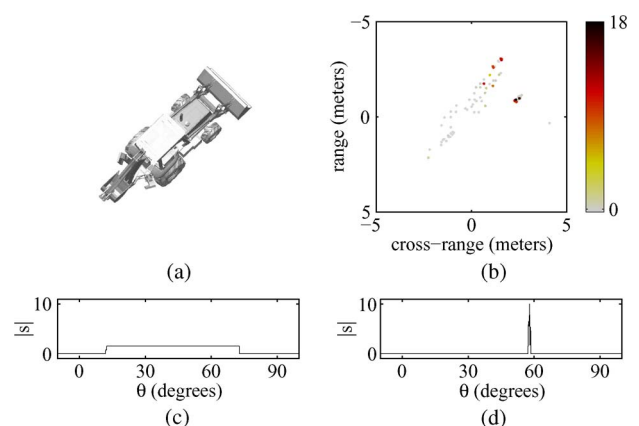 −5
0
5
range (meters)
−5
0
5
cross−range (meters)
18
0
(a)
(b)
10
0
|s|
0
30
60
90
θ (degrees)
(c)
10
0
|s|
0
30
60
90
θ (degrees)
(d)